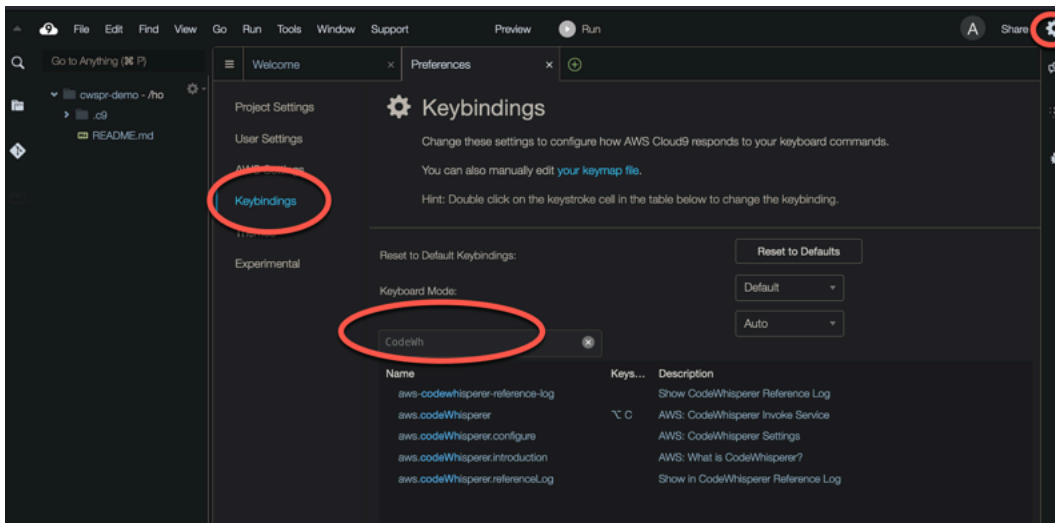 9 File Edit Find View Go Run Tools Window Support Preview Run A Share
Go to Anything (⌘ P)
Welcome × Preferences ×
cwspr-demo - /ho
.c9
README.md
Project Settings
User Settings
AWS Settings
Keybindings
Themes
Experimental
Keybindings
Change these settings to configure how AWS Cloud9 responds to your keyboard commands.
You can also manually edit your keymap file.
Hint: Double click on the keystroke cell in the table below to change the keybinding.
Reset to Default Keybindings: Reset to Defaults
Keyboard Mode: Default
Auto
CodeWh
Name Keys... Description
aws-codewhisperer-reference-log Show CodeWhisperer Reference Log
aws.codeWhisperer ⌥ C AWS: CodeWhisperer Invoke Service
aws.codeWhisperer.configure AWS: CodeWhisperer Settings
aws.codeWhisperer.introduction AWS: What is CodeWhisperer?
aws.codeWhisperer.referenceLog Show in CodeWhisperer Reference Log